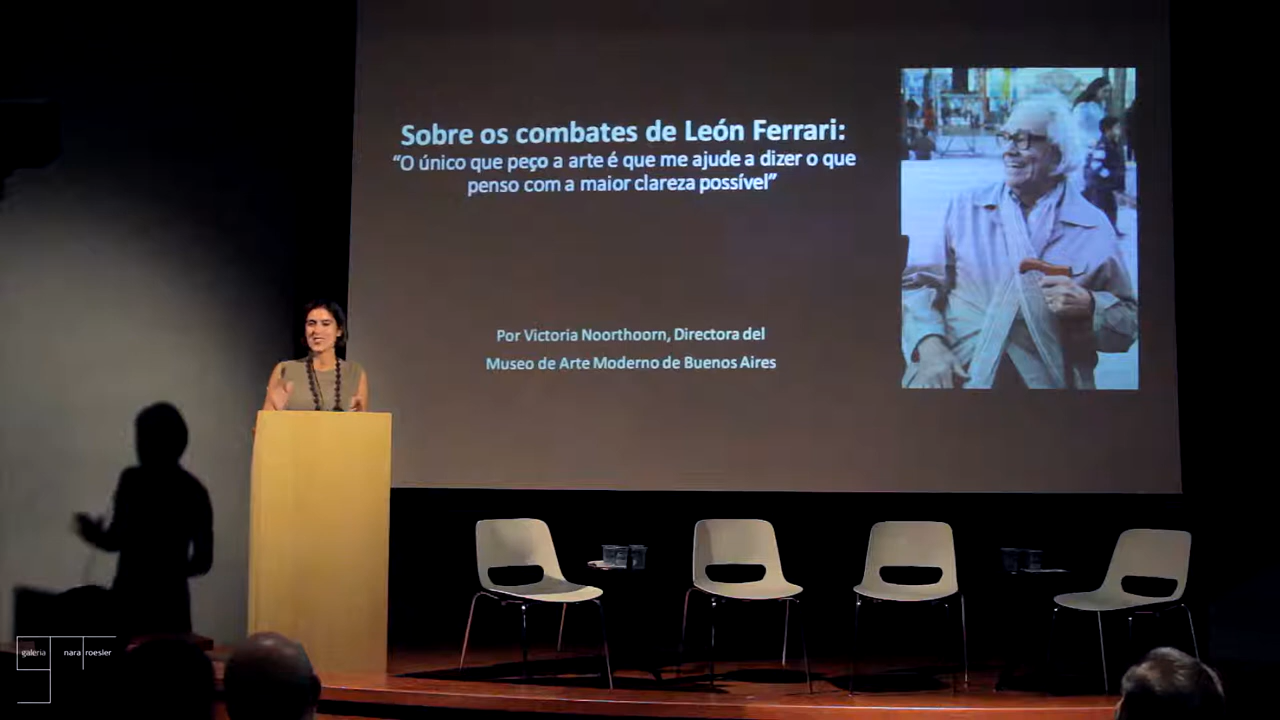 Sobre os combates de León Ferrari:
“O único que peço a arte é que me ajude a dizer o que
penso com a maior clareza possível”
Por Victoria Noorthoorn, Directora del
Museo de Arte Moderno de Buenos Aires
galeria nara roesler